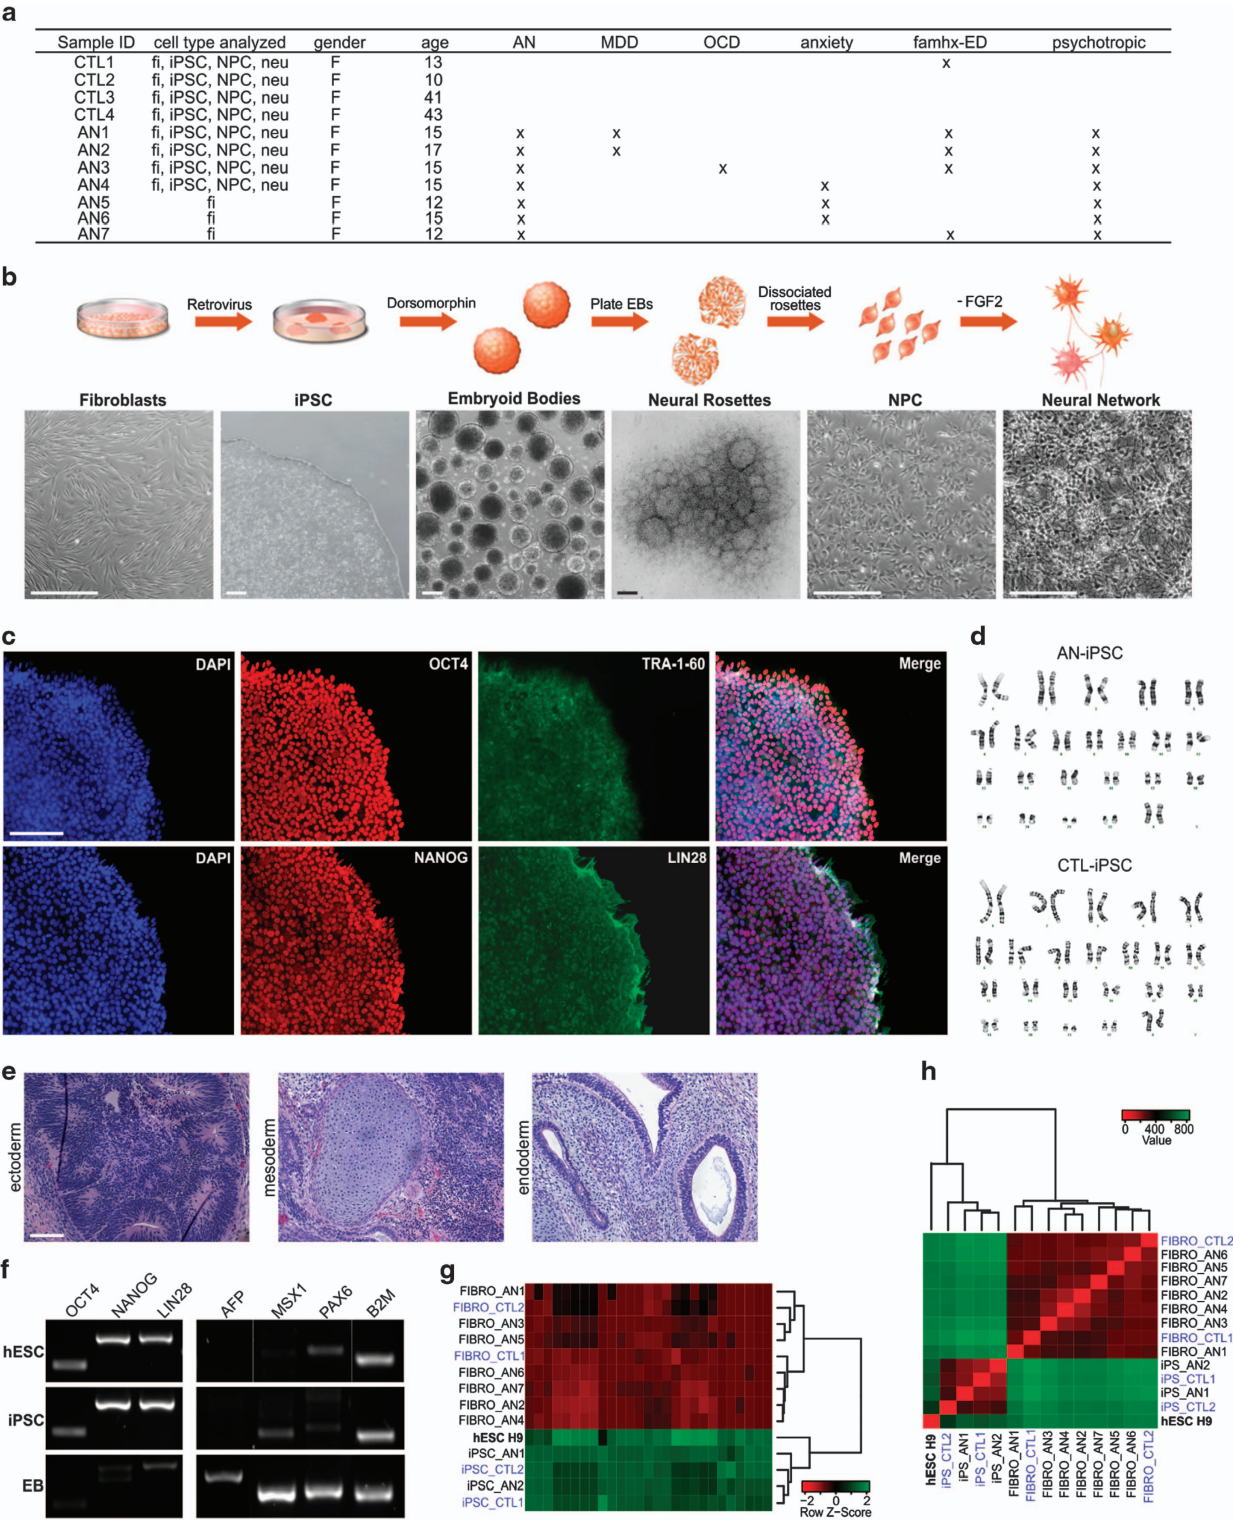 a
Sample ID cell type analyzed gender age AN MDD OCD anxiety famhx-ED psychotropic
CTL1 fi, iPSC, NPC, neu F 13 x
CTL2 fi, iPSC, NPC, neu F 10
CTL3 fi, iPSC, NPC, neu F 41
CTL4 fi, iPSC, NPC, neu F 43
AN1 fi, iPSC, NPC, neu F 15 x x x x
AN2 fi, iPSC, NPC, neu F 17 x x x x
AN3 fi, iPSC, NPC, neu F 15 x x x x
AN4 fi, iPSC, NPC, neu F 15 x x x
AN5 fi F 12 x x x
AN6 fi F 15 x x x
AN7 fi F 12 x x x
b
Retrovirus
Dorsomorphin
Plate EBs
Dissociated
rosettes
- FGF2
Fibroblasts
iPSC
Embryoid Bodies
Neural Rosettes
NPC
Neural Network
c
DAPI
OCT4
TRA-1-60
Merge
DAPI
NANOG
LIN28
Merge
d
AN-iPSC
CTL-iPSC
e
ectoderm
mesoderm
endoderm
f
OCT4
NANOG
LIN28
AFP
MSX1
PAX6
B2M
hESC
iPSC
EB
g
FIBRO_AN1
FIBRO_CTL2
FIBRO_AN3
FIBRO_AN5
FIBRO_CTL1
FIBRO_AN6
FIBRO_AN7
FIBRO_AN2
FIBRO_AN4
hESC H9
iPSC_AN1
iPSC_CTL2
iPSC_AN2
iPSC_CTL1
−2 0 2
Row Z−Score
h
0 400 800
Value
FIBRO_CTL2
FIBRO_AN6
FIBRO_AN5
FIBRO_AN7
FIBRO_AN2
FIBRO_AN4
FIBRO_AN3
FIBRO_CTL1
FIBRO_AN1
iPS_AN2
iPS_CTL1
iPS_AN1
iPS_CTL2
hESC H9
hESC H9
iPS_CTL2
iPS_AN1
iPS_CTL1
iPS_AN2
FIBRO_AN1
FIBRO_CTL1
FIBRO_AN3
FIBRO_AN4
FIBRO_AN2
FIBRO_AN7
FIBRO_AN5
FIBRO_AN6
FIBRO_CTL2